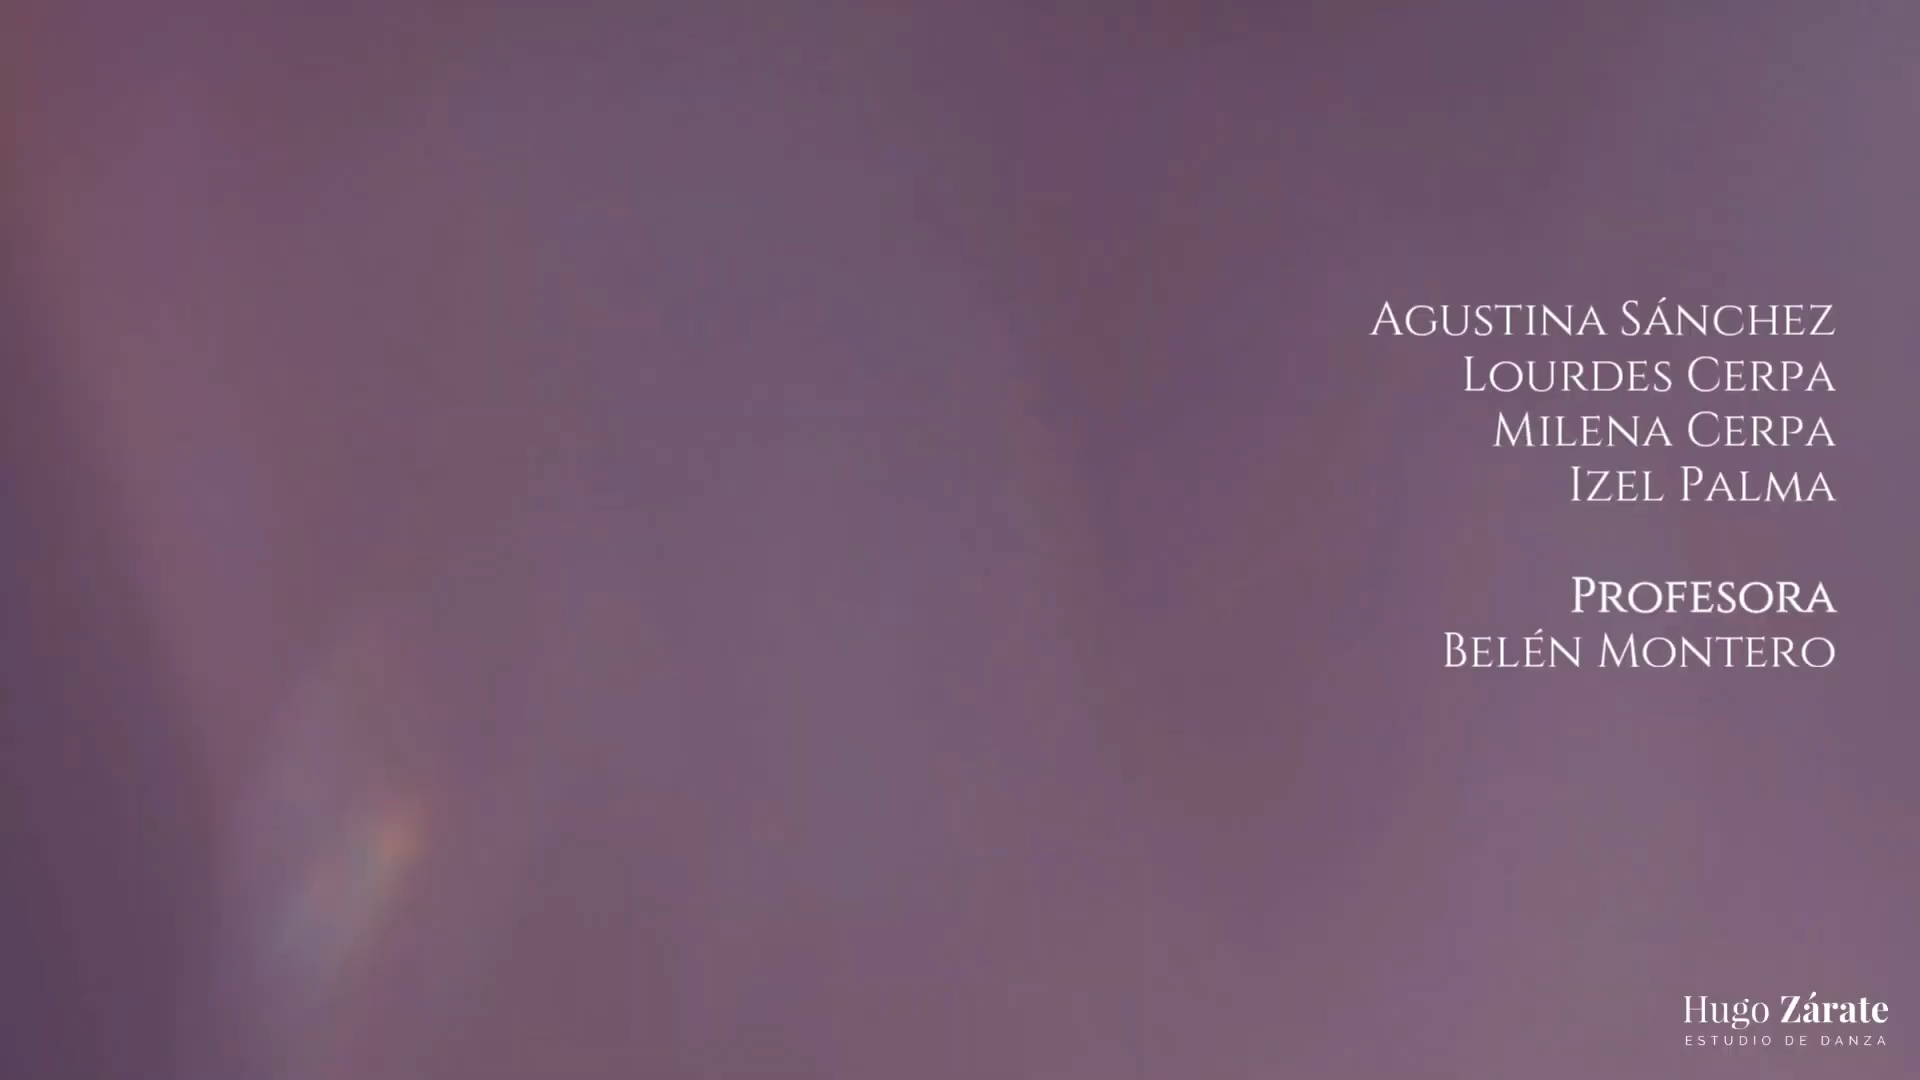 Agustina Sánchez
Lourdes Cerpa
Milena Cerpa
Izel Palma
Profesora
Belén Montero
Hugo Zárate
ESTUDIO DE DANZA